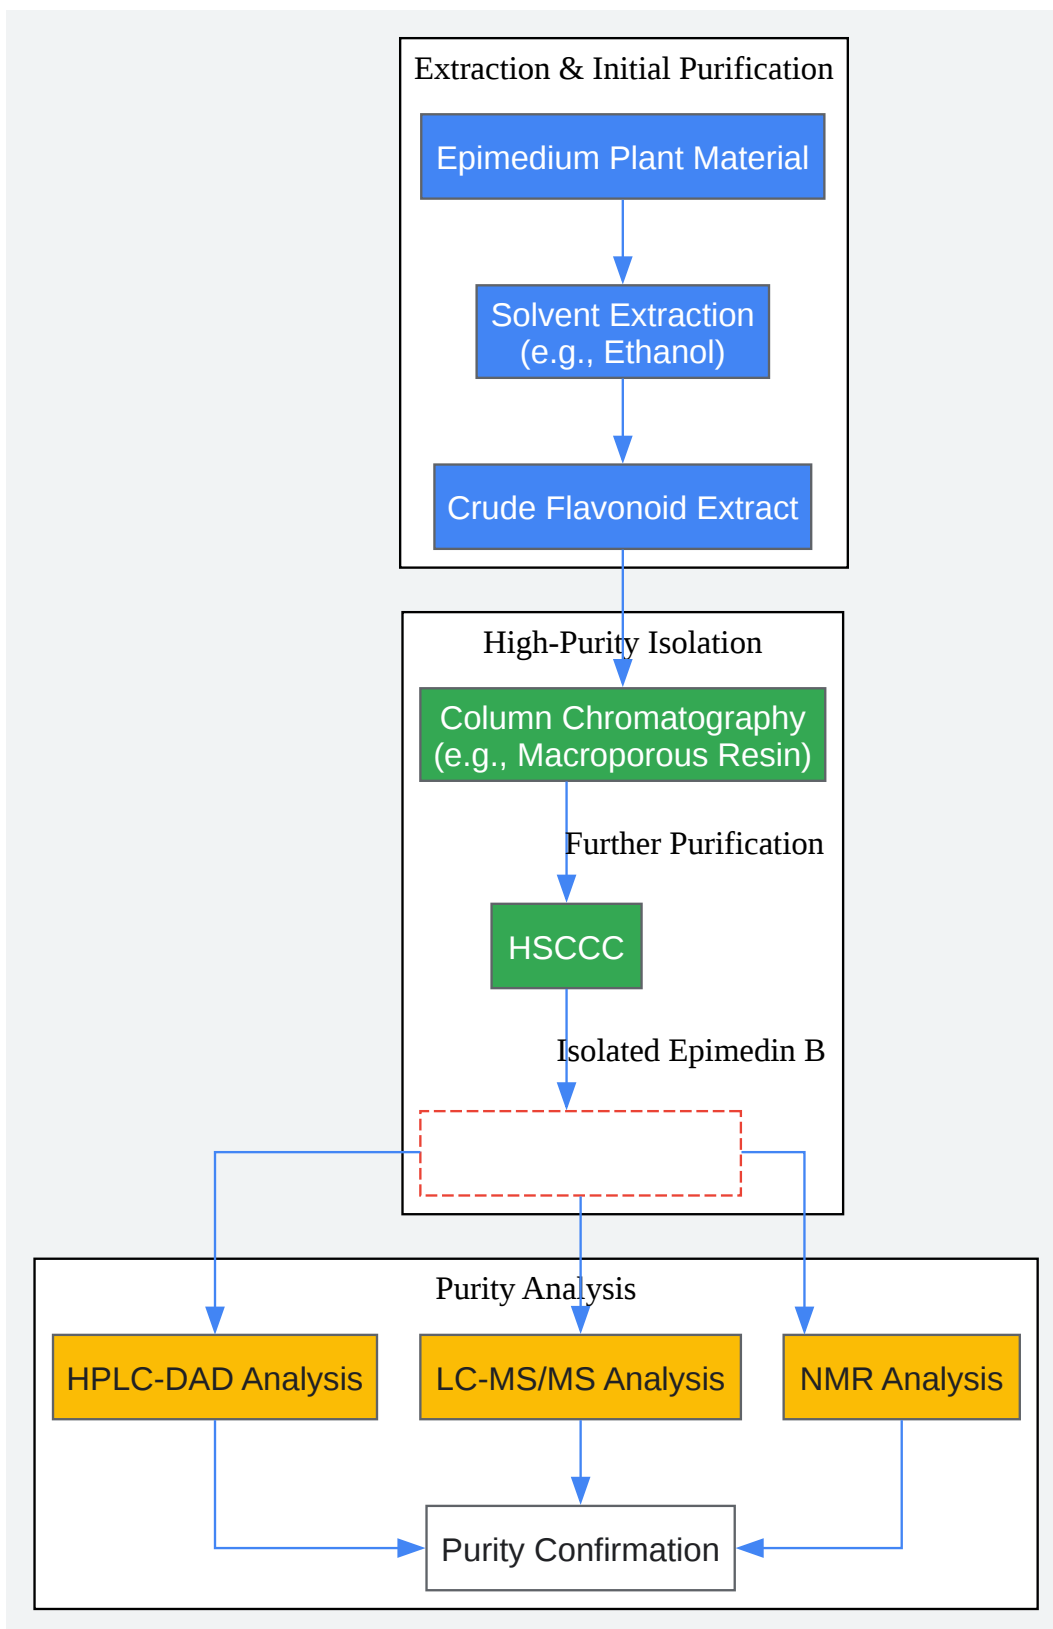 Extraction & Initial Purification
Epimedium Plant Material
Solvent Extraction
(e.g., Ethanol)
Crude Flavonoid Extract
High-Purity Isolation
Column Chromatography
(e.g., Macroporous Resin)
Further Purification
HSCCC
Isolated Epimedin B
Purity Analysis
HPLC-DAD Analysis
LC-MS/MS Analysis
NMR Analysis
Purity Confirmation